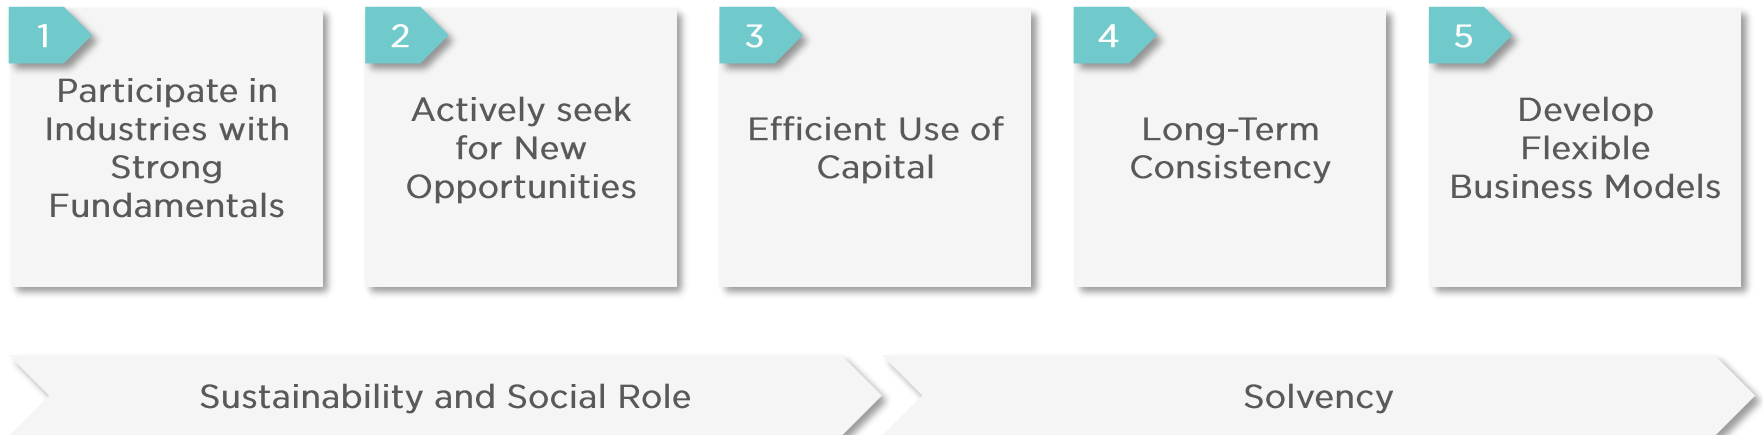 1
Participate in
Industries with
Strong
Fundamentals
2
Actively seek
for New
Opportunities
3
Efficient Use of
Capital
4
Long-Term
Consistency
5
Develop
Flexible
Business Models
Sustainability and Social Role
Solvency